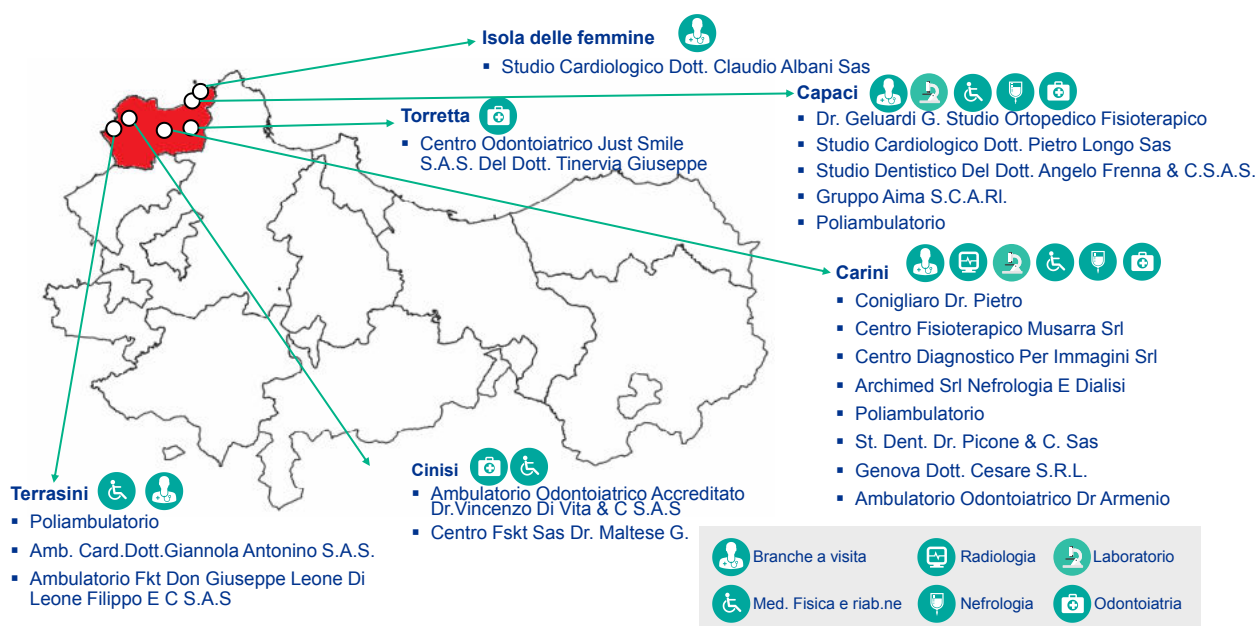 Isola delle femmine
▪ Studio Cardiologico Dott. Claudio Albani Sas
Capaci
▪ Dr. Geluardi G. Studio Ortopedico Fisioterapico
▪ Studio Cardiologico Dott. Pietro Longo Sas
▪ Studio Dentistico Del Dott. Angelo Frenna & C.S.A.S.
▪ Gruppo Aima S.C.A.Rl.
▪ Poliambulatorio
Torretta
▪ Centro Odontoiatrico Just Smile
S.A.S. Del Dott. Tinervia Giuseppe
Carini
▪ Conigliaro Dr. Pietro
▪ Centro Fisioterapico Musarra Srl
▪ Centro Diagnostico Per Immagini Srl
▪ Archimed Srl Nefrologia E Dialisi
▪ Poliambulatorio
▪ St. Dent. Dr. Picone & C. Sas
▪ Genova Dott. Cesare S.R.L.
▪ Ambulatorio Odontoiatrico Dr Armenio
Cinisi
▪ Ambulatorio Odontoiatrico Accreditato
Dr.Vincenzo Di Vita & C S.A.S
▪ Centro Fskt Sas Dr. Maltese G.
Terrasini
▪ Poliambulatorio
▪ Amb. Card.Dott.Giannola Antonino S.A.S.
▪ Ambulatorio Fkt Don Giuseppe Leone Di
Leone Filippo E C S.A.S
Branche a visita
Radiologia
Laboratorio
Med. Fisica e riab.ne
Nefrologia
Odontoiatria